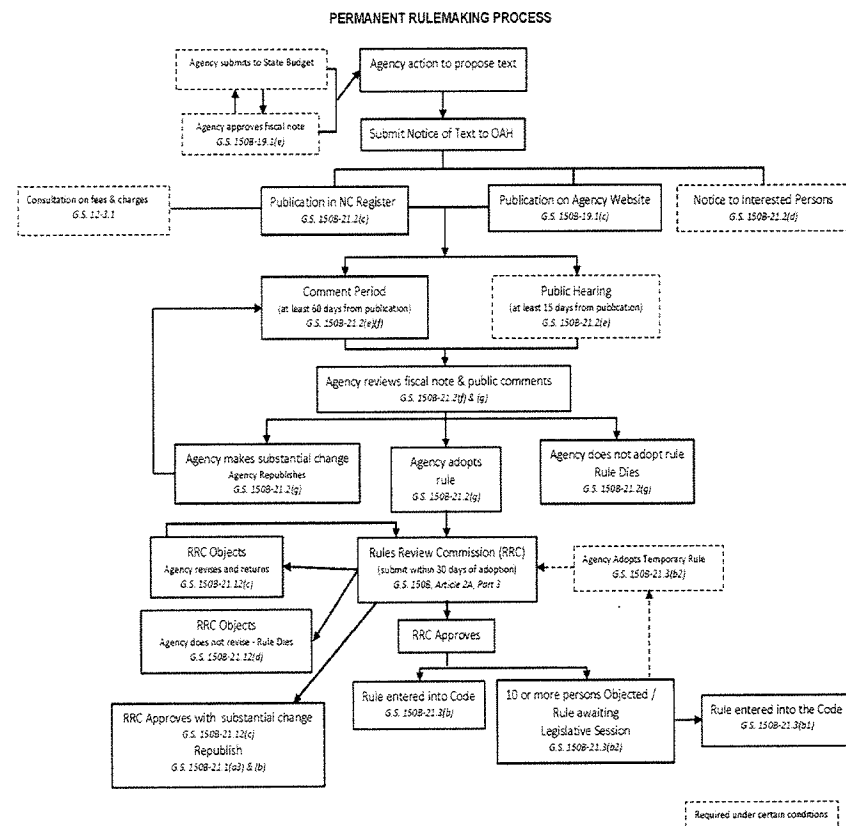 PERMANENT RULEMAKING PROCESS
Agency submits to State Budget
Agency action to propose text
Agency approves fiscal note
G.S. 150B-19.1(e)
Submit Notice of Text to OAH
Consultation on fees & charges
G.S. 12-3.1
Publication in NC Register
G.S. 150B-21.2(c)
Publication on Agency Website
G.S. 150B-19.1(c)
Notice to Interested Persons
G.S. 150B-21.2(d)
Comment Period
(at least 60 days from publication)
G.S. 150B-21.2(e)(f)
Public Hearing
(at least 15 days from publication)
G.S. 150B-21.2(e)
Agency reviews fiscal note & public comments
G.S. 150B-21.2(f) & (g)
Agency makes substantial change
Agency Republishes
G.S. 150B-21.2(g)
Agency adopts
rule
G.S. 150B-21.2(g)
Agency does not adopt rule
Rule Dies
G.S. 150B-21.2(g)
RRC Objects
Agency revises and returns
G.S. 150B-21.12(c)
Rules Review Commission (RRC)
(submit within 30 days of adoption)
G.S. 150B, Article 2A, Part 3
Agency Adopts Temporary Rule
G.S. 150B-21.3(b2)
RRC Objects
Agency does not revise - Rule Dies
G.S. 150B-21.12(d)
RRC Approves
RRC Approves with substantial change
G.S. 150B-21.12(c)
Republish
G.S. 150B-21.1(a3) & (b)
Rule entered into Code
G.S. 150B-21.3(b)
10 or more persons Objected /
Rule awaiting
Legislative Session
G.S. 150B-21.3(b2)
Rule entered into the Code
G.S. 150B-21.3(b1)
Required under certain conditions